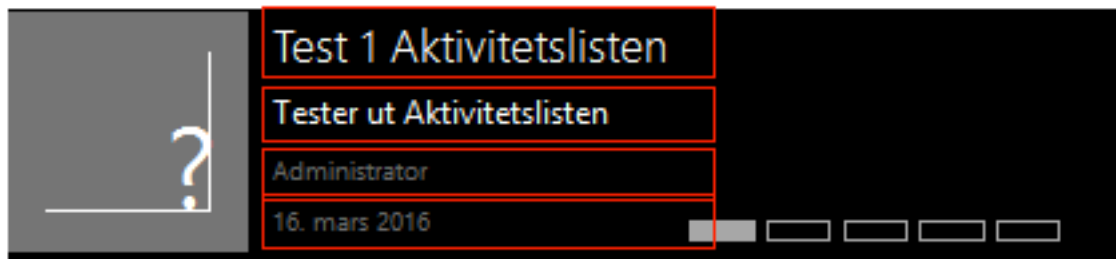 ?
Test 1 Aktivitetslisten
Tester ut Aktivitetslisten
Administrator
16. mars 2016